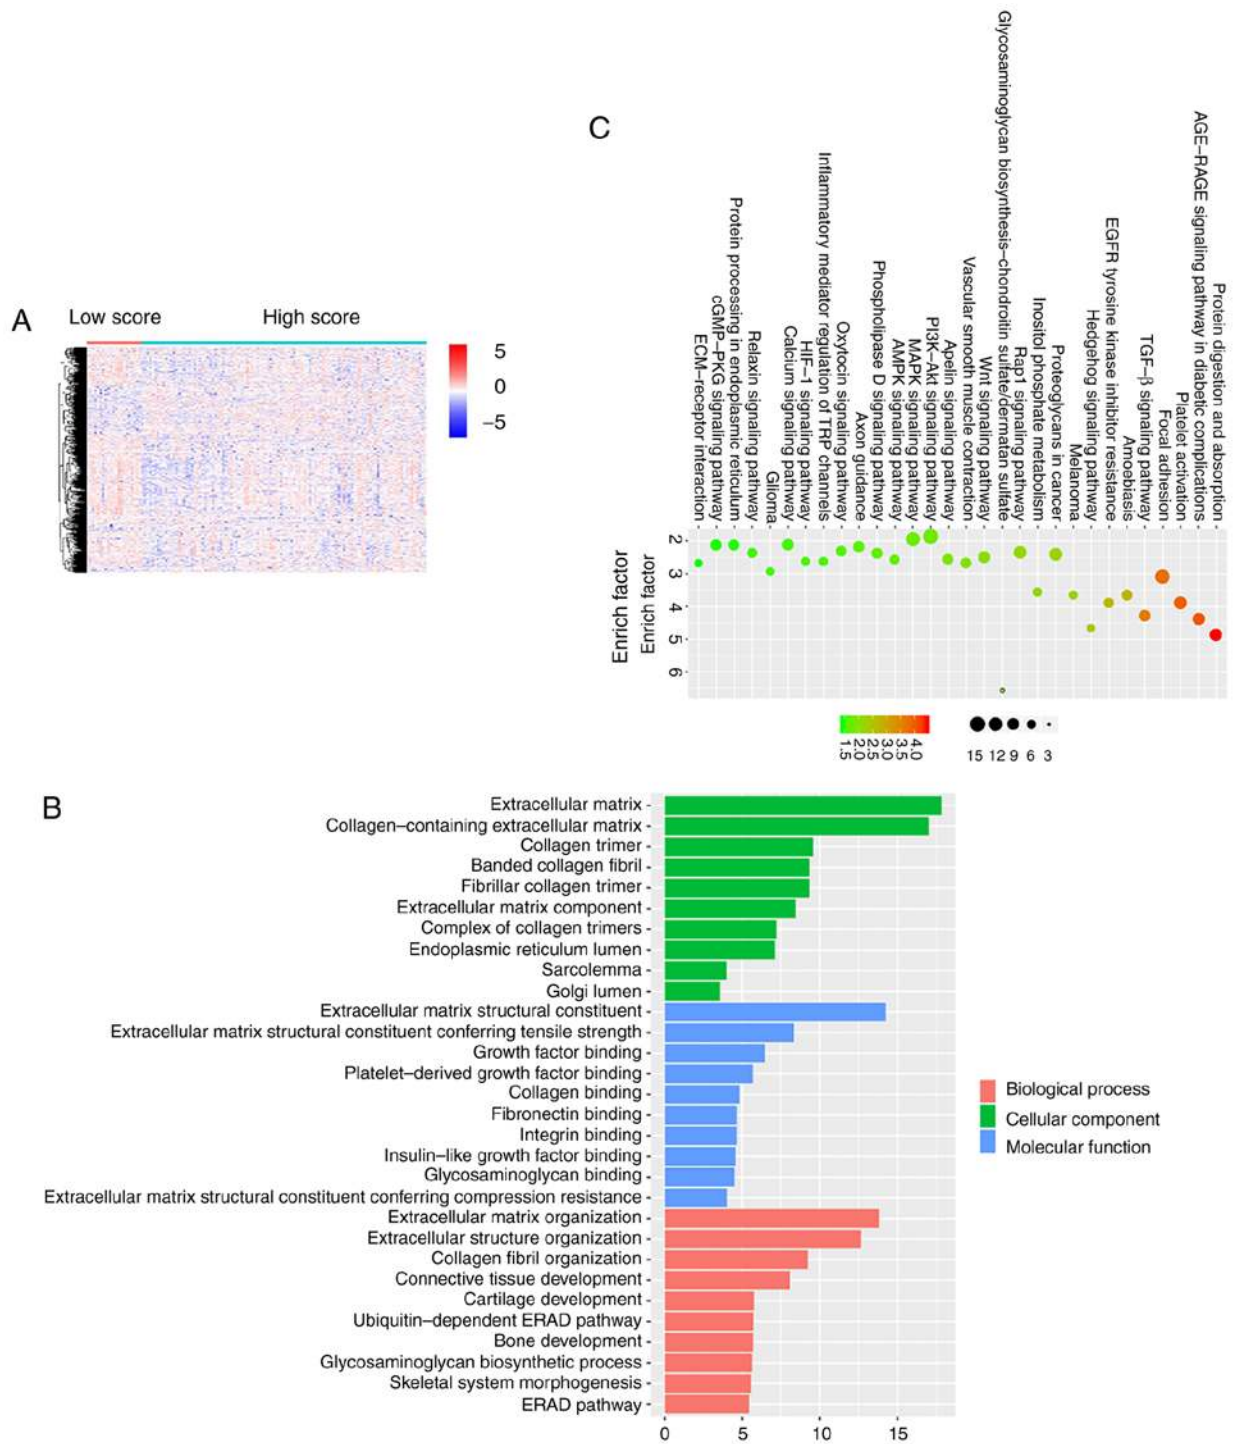 A
Low score
High score
5
0
−5
C
ECM−receptor interaction
cGMP−PKG signaling pathway
Protein processing in endoplasmic reticulum
Relaxin signaling pathway
Glioma
Calcium signaling pathway
HIF−1 signaling pathway
Inflammatory mediator regulation of TRP channels
Oxytocin signaling pathway
Axon guidance
Phospholipase D signaling pathway
AMPK signaling pathway
MAPK signaling pathway
PI3K−Akt signaling pathway
Apelin signaling pathway
Vascular smooth muscle contraction
Wnt signaling pathway
Glycosaminoglycan biosynthesis−chondroitin sulfate/dermatan sulfate
Rap1 signaling pathway
Inositol phosphate metabolism
Proteoglycans in cancer
Melanoma
Hedgehog signaling pathway
EGFR tyrosine kinase inhibitor resistance
Amoebiasis
TGF−β signaling pathway
Focal adhesion
Platelet activation
AGE−RAGE signaling pathway in diabetic complications
Protein digestion and absorption
2
3
4
5
6
Enrich factor
Enrich factor
1.5
2.0
2.5
3.0
3.5
4.0
15 12 9 6 3
B
Extracellular matrix
Collagen−containing extracellular matrix
Collagen trimer
Banded collagen fibril
Fibrillar collagen trimer
Extracellular matrix component
Complex of collagen trimers
Endoplasmic reticulum lumen
Sarcolemma
Golgi lumen
Extracellular matrix structural constituent
Extracellular matrix structural constituent conferring tensile strength
Growth factor binding
Platelet−derived growth factor binding
Collagen binding
Fibronectin binding
Integrin binding
Insulin−like growth factor binding
Glycosaminoglycan binding
Extracellular matrix structural constituent conferring compression resistance
Extracellular matrix organization
Extracellular structure organization
Collagen fibril organization
Connective tissue development
Cartilage development
Ubiquitin−dependent ERAD pathway
Bone development
Glycosaminoglycan biosynthetic process
Skeletal system morphogenesis
ERAD pathway
0 5 10 15
Biological process
Cellular component
Molecular function